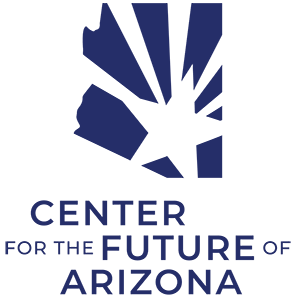 CENTER
FOR THE FUTURE OF
ARIZONA